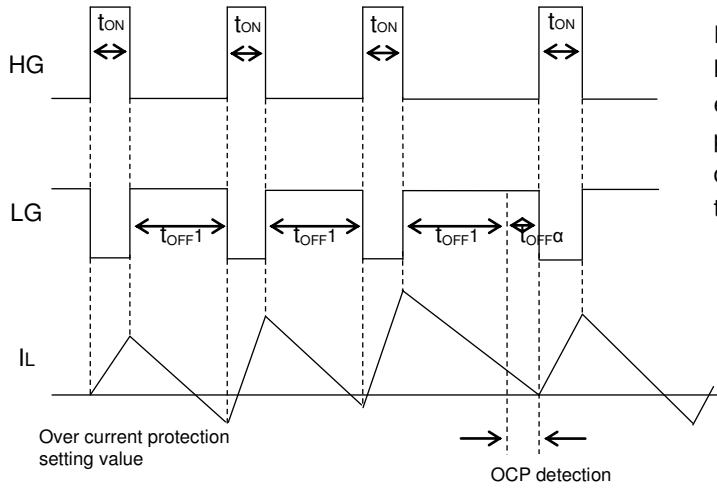 tON tON tON tON
HG
LG
tOFF1 tOFF1 tOFF1 tOFFα
IL
Over current protection
setting value
OCP detection